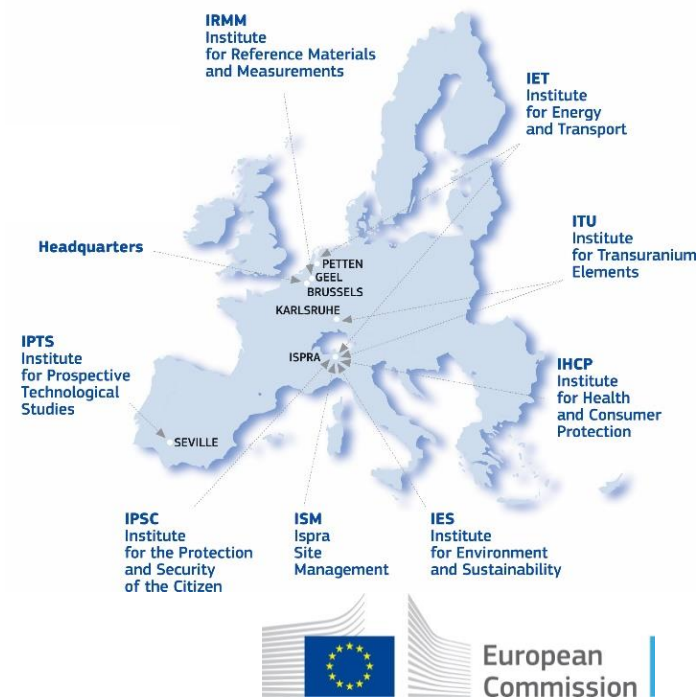 IRMM
Institute
for Reference Materials
and Measurements
IET
Institute
for Energy
and Transport
ITU
Institute
for Transuranium
Elements
Headquarters
PETTEN
GEEL
BRUSSELS
KARLSRUHE
ISPRA
IPTS
Institute
for Prospective
Technological
Studies
SEVILLE
IHCP
Institute
for Health
and Consumer
Protection
IPSC
Institute
for the Protection
and Security
of the Citizen
ISM
Ispra
Site
Management
IES
Institute
for Environment
and Sustainability
European
Commission